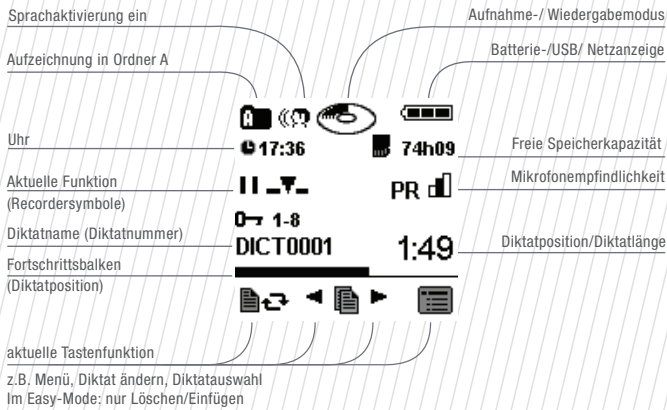 Sprachaktivierung ein
Aufnahme-/ Wiedergabemodus
Batterie-/USB/ Netzanzeige
Aufzeichnung in Ordner A
A
Uhr
17:36
74h09
Freie Speicherkapazität
Aktuelle Funktion
(Recordersymbole)
PR
Mikrofonempfindlichkeit
1-8
Diktatname (Diktatnummer)
DICT0001
1:49
Diktatposition/Diktatlänge
Fortschrittsbalken
(Diktatposition)
aktuelle Tastenfunktion
z.B. Menü, Diktat ändern, Diktatauswahl
Im Easy-Mode: nur Löschen/Einfügen